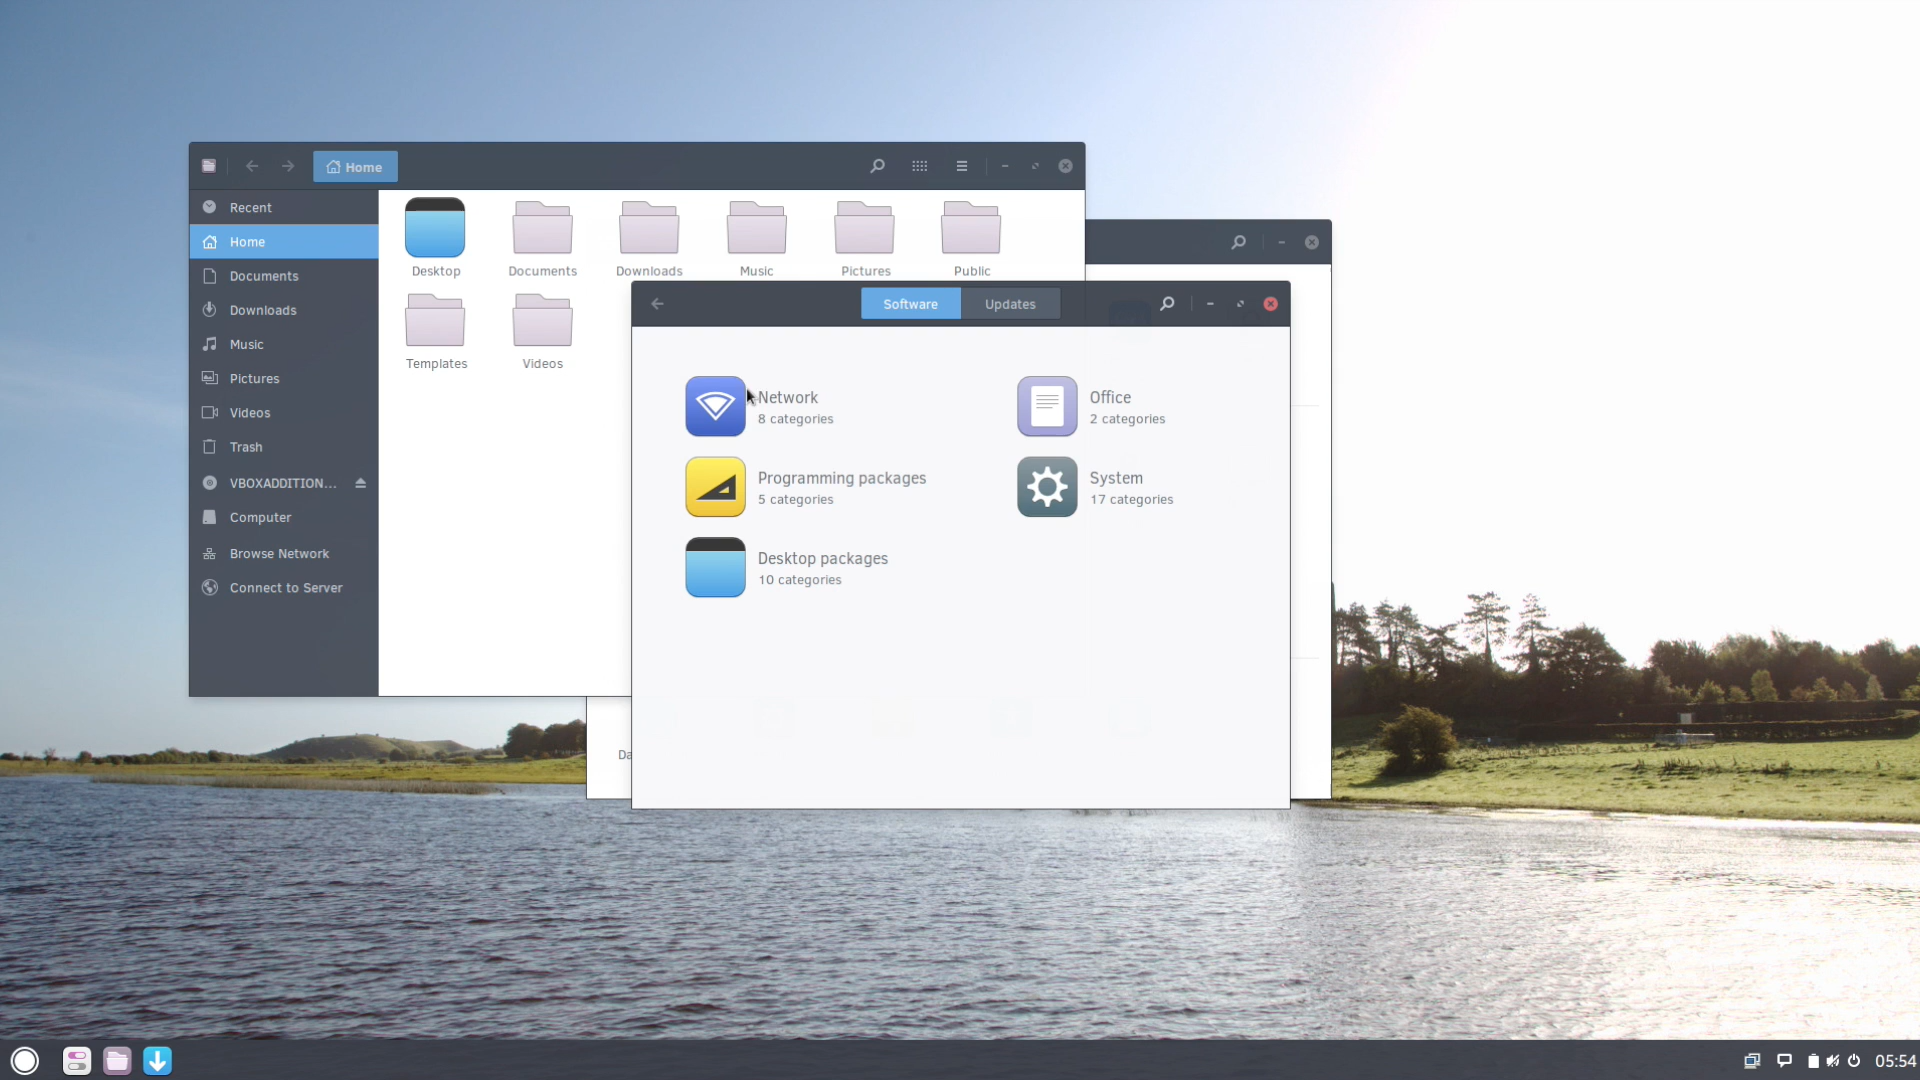 Home
Recent
Home
Documents
Downloads
Music
Pictures
Videos
Trash
VBOXADDITION...
Computer
Browse Network
Connect to Server
Desktop
Documents
Downloads
Music
Pictures
Public
Templates
Videos
Software
Updates
Network
8 categories
Office
2 categories
Programming packages
5 categories
System
17 categories
Desktop packages
10 categories
Da
05:54